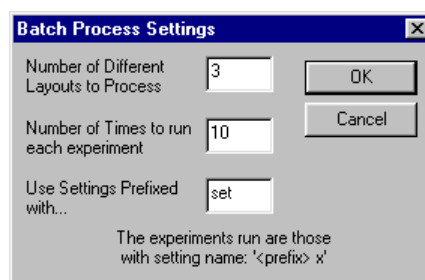 Batch Process Settings
Number of Different
Layouts to Process
3
OK
Number of Times to run
each experiment
10
Cancel
Use Settings Prefixed
with...
set
The experiments run are those
with setting name: '<prefix> x'